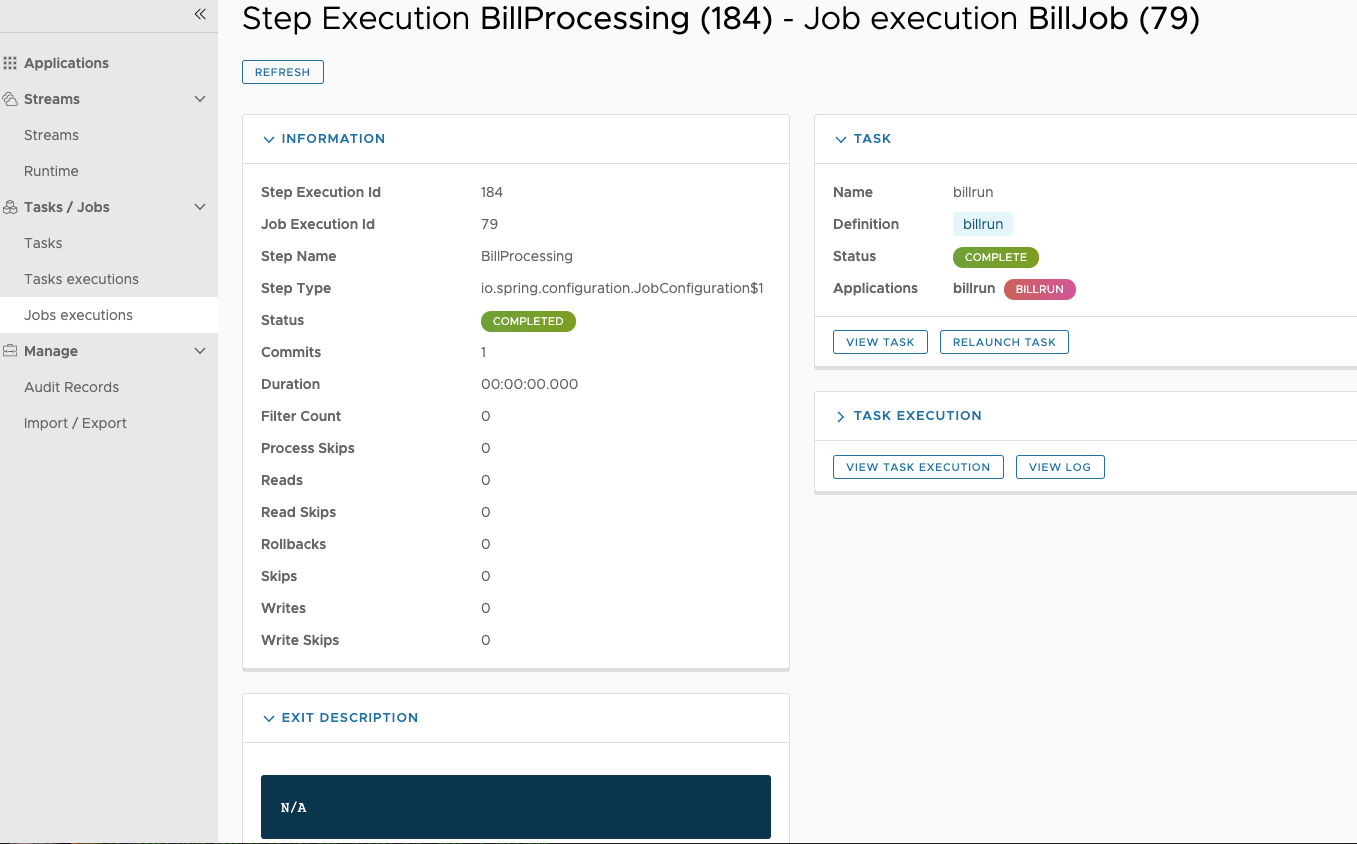 Step Execution BillProcessing (184) - Job execution BillJob (79)
REFRESH
Applications
Streams
Streams
Runtime
Tasks / Jobs
Tasks
Tasks executions
Jobs executions
Manage
Audit Records
Import / Export
INFORMATION
Step Execution Id 184
Job Execution Id 79
Step Name BillProcessing
Step Type io.spring.configuration.JobConfiguration$1
Status COMPLETED
Commits 1
Duration 00:00:00.000
Filter Count 0
Process Skips 0
Reads 0
Read Skips 0
Rollbacks 0
Skips 0
Writes 0
Write Skips 0
EXIT DESCRIPTION
N/A
TASK
Name billrun
Definition billrun
Status COMPLETE
Applications billrun BILLRUN
VIEW TASK RELAUNCH TASK
TASK EXECUTION
VIEW TASK EXECUTION VIEW LOG